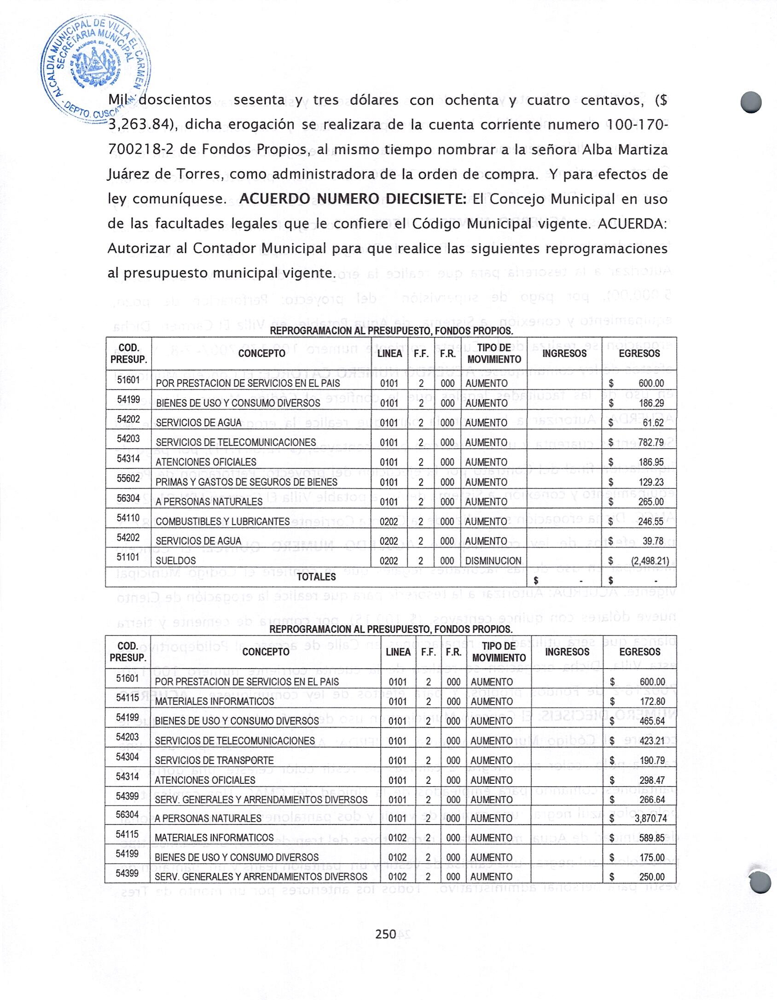 ALCALDIA MUNICIPAL DE VILLA EL CARMEN
SECRETARIA MUNICIPAL
REPUBLICA DE EL SALVADOR EN LA AMERICA CENTRAL
- DEPTO. CUSCATLAN -
Mil doscientos sesenta y tres dólares con ochenta y cuatro centavos, ($
3,263.84), dicha erogación se realizara de la cuenta corriente numero 100-170-
700218-2 de Fondos Propios, al mismo tiempo nombran a la señora Alba Martiza
Juárez de Torres, como administradora de la orden de compra. Y para efectos de
ley comuníquese. ACUERDO NUMERO DIECISIETE: El Concejo Municipal en uso
de las facultades legales que le confiere el Código Municipal vigente. ACUERDA:
Autorizar al Contador Municipal para que realice las siguientes reprogramaciones
al presupuesto municipal vigente.
REPROGRAMACION AL PRESUPUESTO, FONDOS PROPIOS.
COD. PRESUP. CONCEPTO LINEA F.F. F.R. TIPO DE MOVIMIENTO INGRESOS EGRESOS
51601 POR PRESTACION DE SERVICIOS EN EL PAIS 0101 2 000 AUMENTO $ 600.00
54199 BIENES DE USO Y CONSUMO DIVERSOS 0101 2 000 AUMENTO $ 186.29
54202 SERVICIOS DE AGUA 0101 2 000 AUMENTO $ 61.62
54203 SERVICIOS DE TELECOMUNICACIONES 0101 2 000 AUMENTO $ 782.79
54314 ATENCIONES OFICIALES 0101 2 000 AUMENTO $ 186.95
55602 PRIMAS Y GASTOS DE SEGUROS DE BIENES 0101 2 000 AUMENTO $ 129.23
56304 A PERSONAS NATURALES 0101 2 000 AUMENTO $ 265.00
54110 COMBUSTIBLES Y LUBRICANTES 0202 2 000 AUMENTO $ 246.55
54202 SERVICIOS DE AGUA 0202 2 000 AUMENTO $ 39.78
51101 SUELDOS 0202 2 000 DISMINUCION $ (2,498.21)
TOTALES $ - $ -
REPROGRAMACION AL PRESUPUESTO, FONDOS PROPIOS.
COD. PRESUP. CONCEPTO LINEA F.F. F.R. TIPO DE MOVIMIENTO INGRESOS EGRESOS
51601 POR PRESTACION DE SERVICIOS EN EL PAIS 0101 2 000 AUMENTO $ 600.00
54115 MATERIALES INFORMATICOS 0101 2 000 AUMENTO $ 172.80
54199 BIENES DE USO Y CONSUMO DIVERSOS 0101 2 000 AUMENTO $ 465.64
54203 SERVICIOS DE TELECOMUNICACIONES 0101 2 000 AUMENTO $ 423.21
54304 SERVICIOS DE TRANSPORTE 0101 2 000 AUMENTO $ 190.79
54314 ATENCIONES OFICIALES 0101 2 000 AUMENTO $ 298.47
54399 SERV. GENERALES Y ARRENDAMIENTOS DIVERSOS 0101 2 000 AUMENTO $ 266.64
56304 A PERSONAS NATURALES 0101 2 000 AUMENTO $ 3,870.74
54115 MATERIALES INFORMATICOS 0102 2 000 AUMENTO $ 589.85
54199 BIENES DE USO Y CONSUMO DIVERSOS 0102 2 000 AUMENTO $ 175.00
54399 SERV. GENERALES Y ARRENDAMIENTOS DIVERSOS 0102 2 000 AUMENTO $ 250.00
250